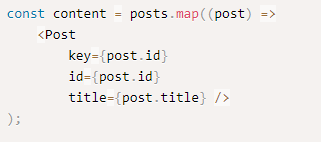 const content = posts.map((post) =>
    <Post
        key={post.id}
        id={post.id}
        title={post.title} />
);